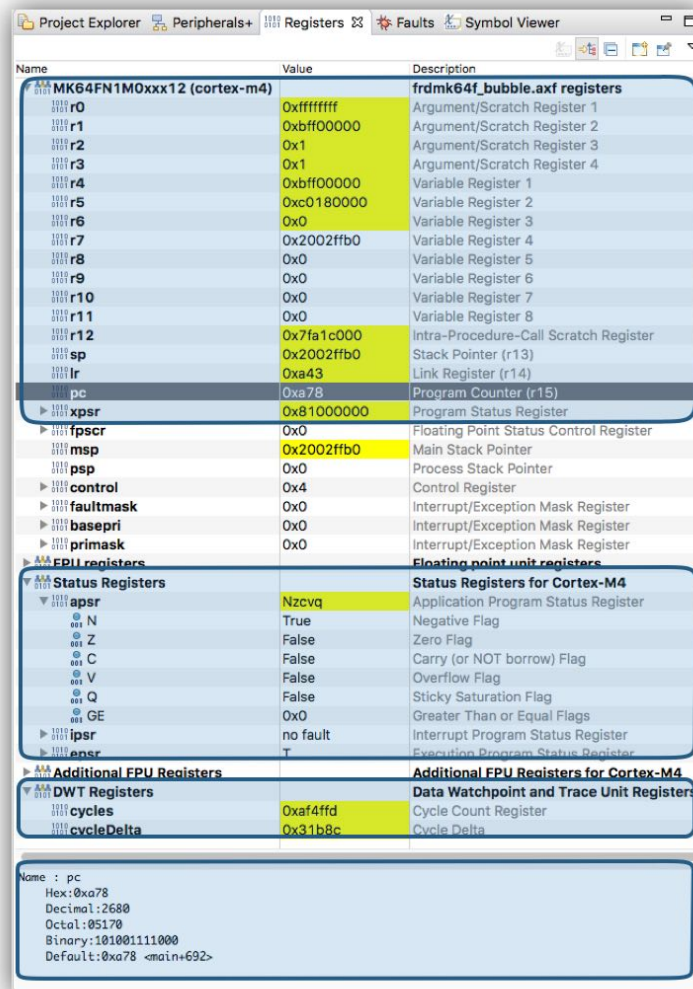 Project Explorer Peripherals+ Registers Faults Symbol Viewer
Name Value Description
MK64FN1M0xxx12 (cortex-m4) frdmk64f_bubble.axf registers
r0 0xffffffff Argument/Scratch Register 1
r1 0xbff00000 Argument/Scratch Register 2
r2 0x1 Argument/Scratch Register 3
r3 0x1 Argument/Scratch Register 4
r4 0xbff00000 Variable Register 1
r5 0xc0180000 Variable Register 2
r6 0x0 Variable Register 3
r7 0x2002ffb0 Variable Register 4
r8 0x0 Variable Register 5
r9 0x0 Variable Register 6
r10 0x0 Variable Register 7
r11 0x0 Variable Register 8
r12 0x7fa1c000 Intra-Procedure-Call Scratch Register
sp 0x2002ffb0 Stack Pointer (r13)
lr 0xa43 Link Register (r14)
pc 0xa78 Program Counter (r15)
xpsr 0x81000000 Program Status Register
fpscr 0x0 Floating Point Status Control Register
msp 0x2002ffb0 Main Stack Pointer
psp 0x0 Process Stack Pointer
control 0x4 Control Register
faultmask 0x0 Interrupt/Exception Mask Register
basepri 0x0 Interrupt/Exception Mask Register
primask 0x0 Interrupt/Exception Mask Register
FPU registers Floating point unit registers
Status Registers Status Registers for Cortex-M4
apsr Nzcvq Application Program Status Register
N True Negative Flag
Z False Zero Flag
C False Carry (or NOT borrow) Flag
V False Overflow Flag
Q False Sticky Saturation Flag
GE 0x0 Greater Than or Equal Flags
ipsr no fault Interrupt Program Status Register
epsr T Execution Program Status Register
Additional FPU Registers Additional FPU Registers for Cortex-M4
DWT Registers Data Watchpoint and Trace Unit Registers
cycles 0xaf4ffd Cycle Count Register
cycleDelta 0x31b8c Cycle Delta
Name : pc
Hex:0xa78
Decimal:2680
Octal:05170
Binary:101001111000
Default:0xa78 <main+692>